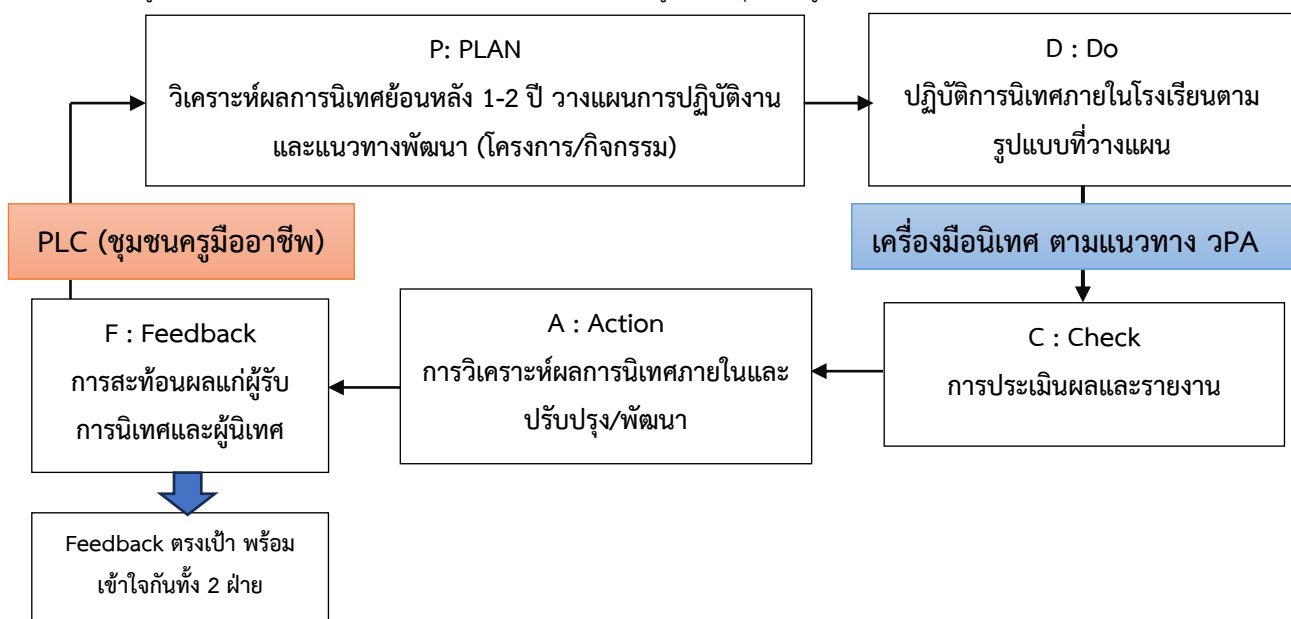 P: PLAN
วิเคราะห์ผลการนิเทศย้อนหลัง 1-2 ปี วางแผนการปฏิบัติงาน
และแนวทางพัฒนา (โครงการ/กิจกรรม)
D : Do
ปฏิบัติการนิเทศภายในโรงเรียนตาม
รูปแบบที่วางแผน
PLC (ชุมชนครูมืออาชีพ)
เครื่องมือนิเทศ ตามแนวทาง วPA
F : Feedback
การสะท้อนผลแก่ผู้รับ
การนิเทศและผู้นิเทศ
A : Action
การวิเคราะห์ผลการนิเทศภายในและ
ปรับปรุง/พัฒนา
C : Check
การประเมินผลและรายงาน
Feedback ตรงเป้า พร้อม
เข้าใจกันทั้ง 2 ฝ่าย